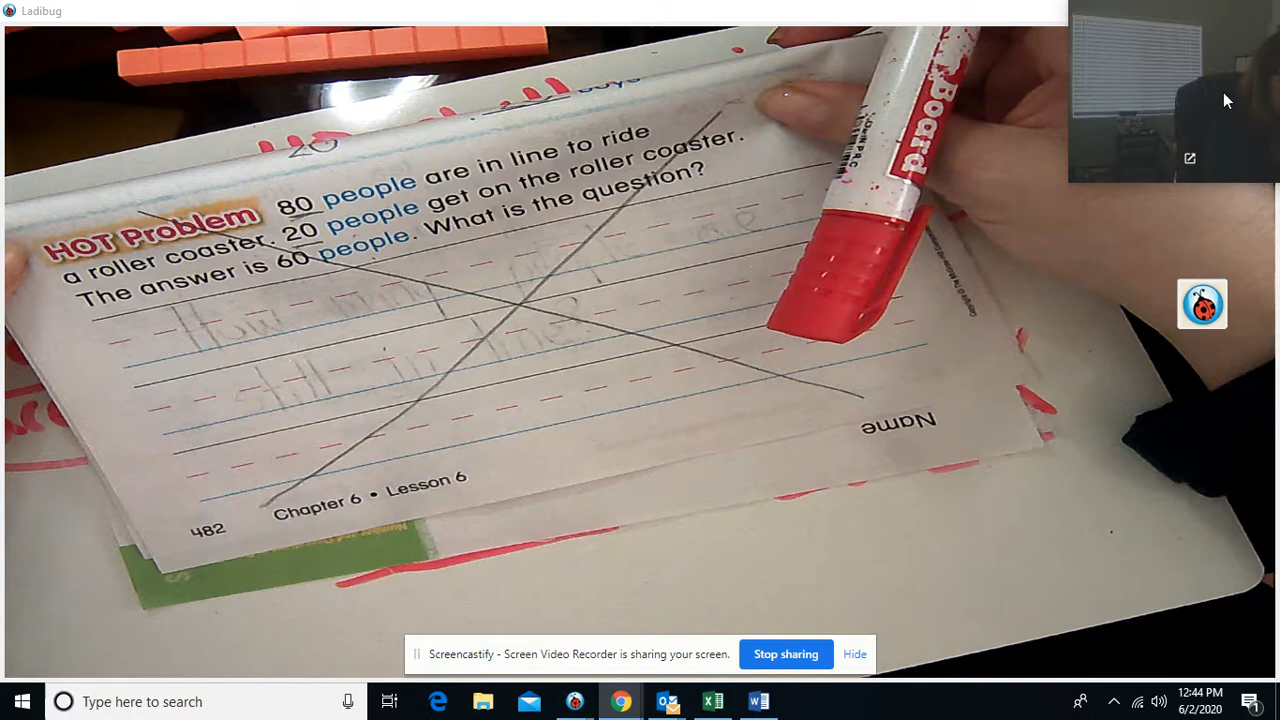 Ladibug
Board
20
HOT Problem 80 people are in line to ride
a roller coaster. 20 people get on the roller coaster.
The answer is 60 people. What is the question?
How many people are
still in line?
Name
482 Chapter 6 • Lesson 6
Screencastify - Screen Video Recorder is sharing your screen. Stop sharing Hide
Type here to search
12:44 PM
6/2/2020